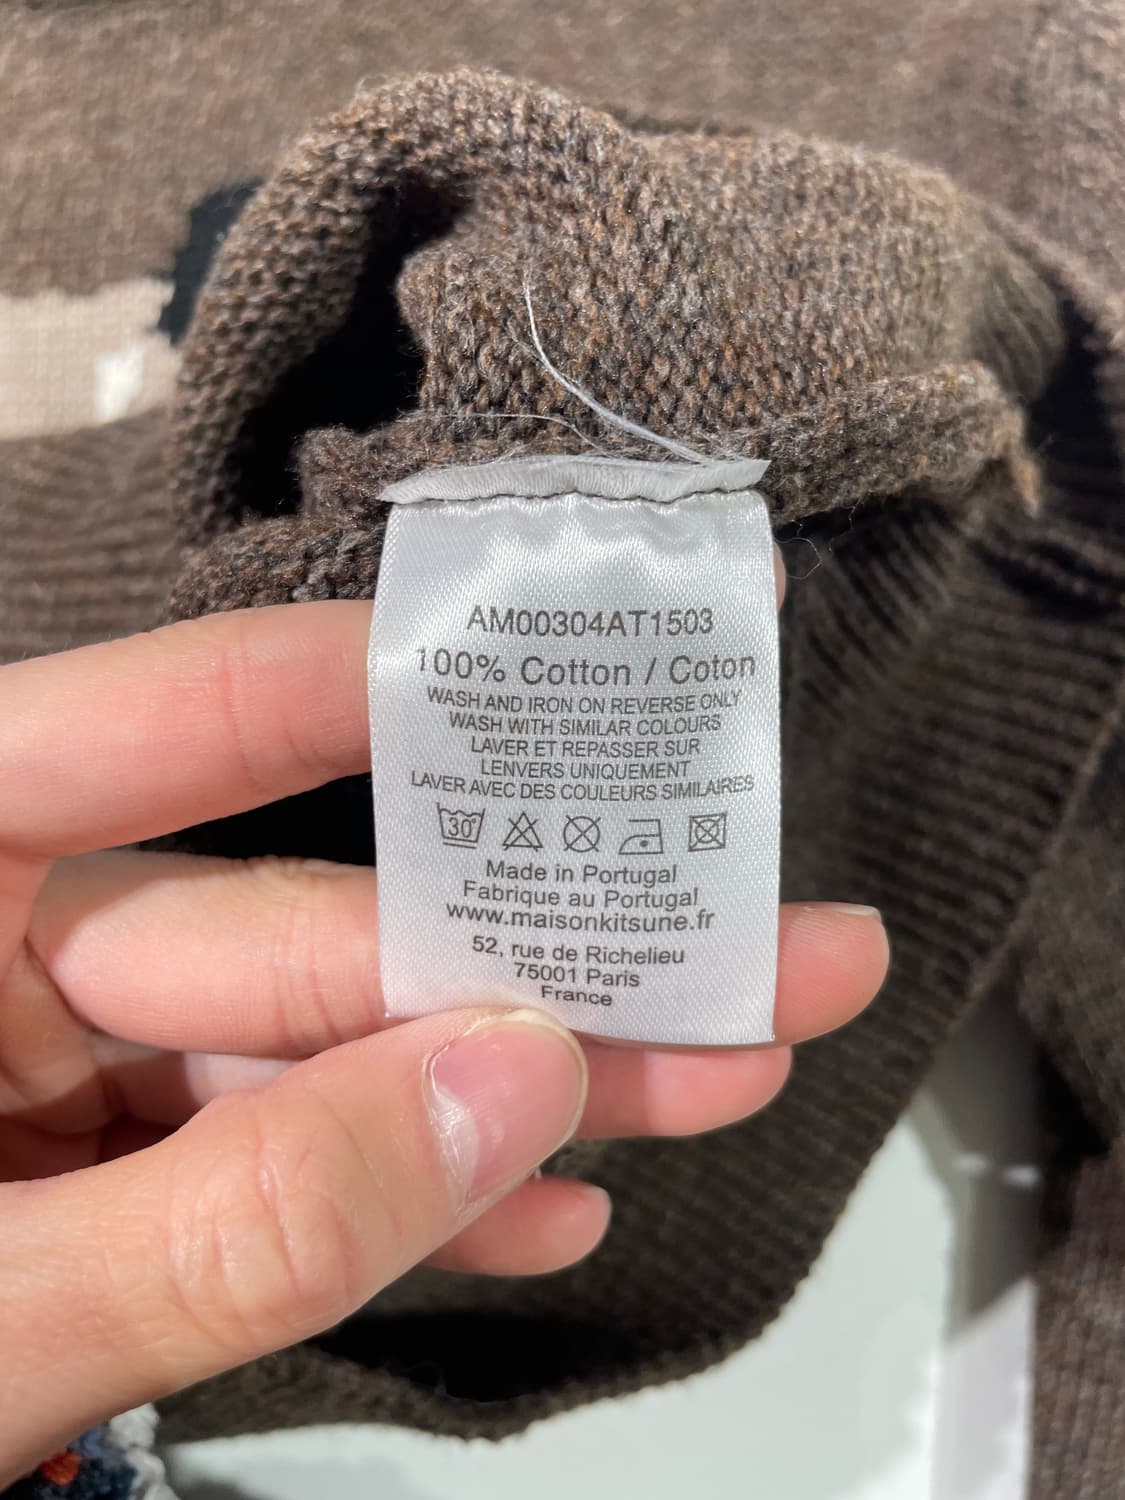 AM00304AT1503
100% Cotton / Coton
WASH AND IRON ON REVERSE ONLY
WASH WITH SIMILAR COLOURS
LAVER ET REPASSER SUR
LENVERS UNIQUEMENT
LAVER AVEC DES COULEURS SIMILAIRES
30°
Made in Portugal
Fabrique au Portugal
www.maisonkitsune.fr
52, rue de Richelieu
75001 Paris
France